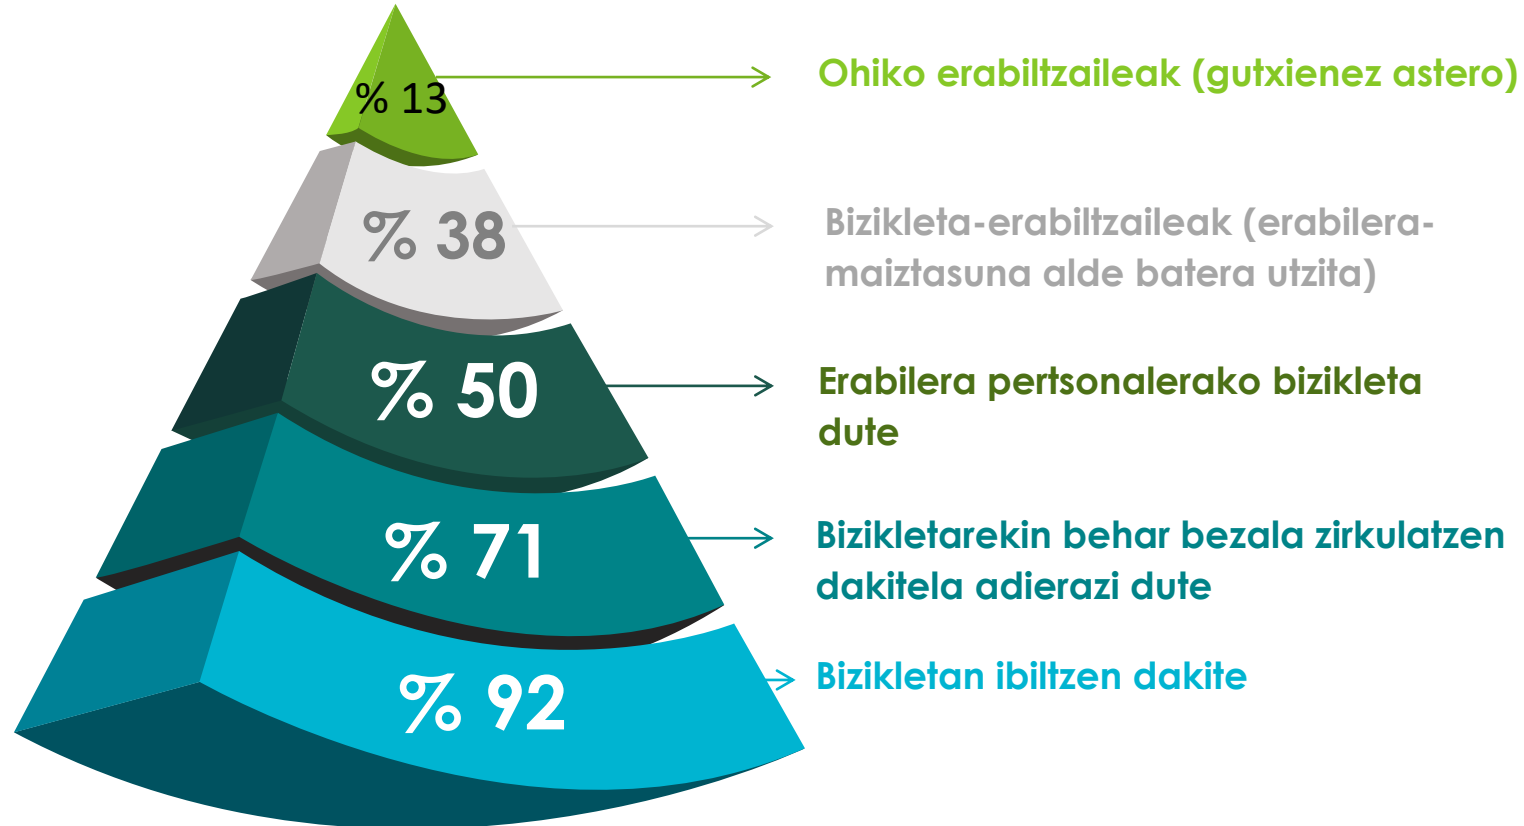 % 13
Ohiko erabiltzaileak (gutxienez astero)
% 38
Bizikleta-erabiltzaileak (erabilera-
maiztasuna alde batera utzita)
% 50
Erabilera pertsonalerako bizikleta
dute
% 71
Bizikletarekin behar bezala zirkulatzen
dakitela adierazi dute
% 92
Bizikletan ibiltzen dakite